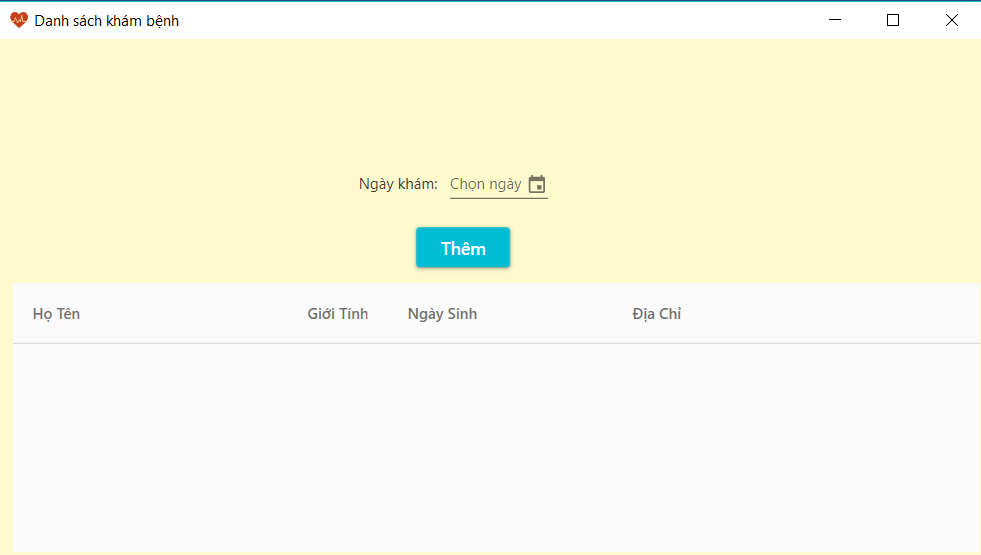 Danh sách khám bệnh
Ngày khám: Chọn ngày
Thêm
Họ Tên Giới Tính Ngày Sinh Địa Chỉ